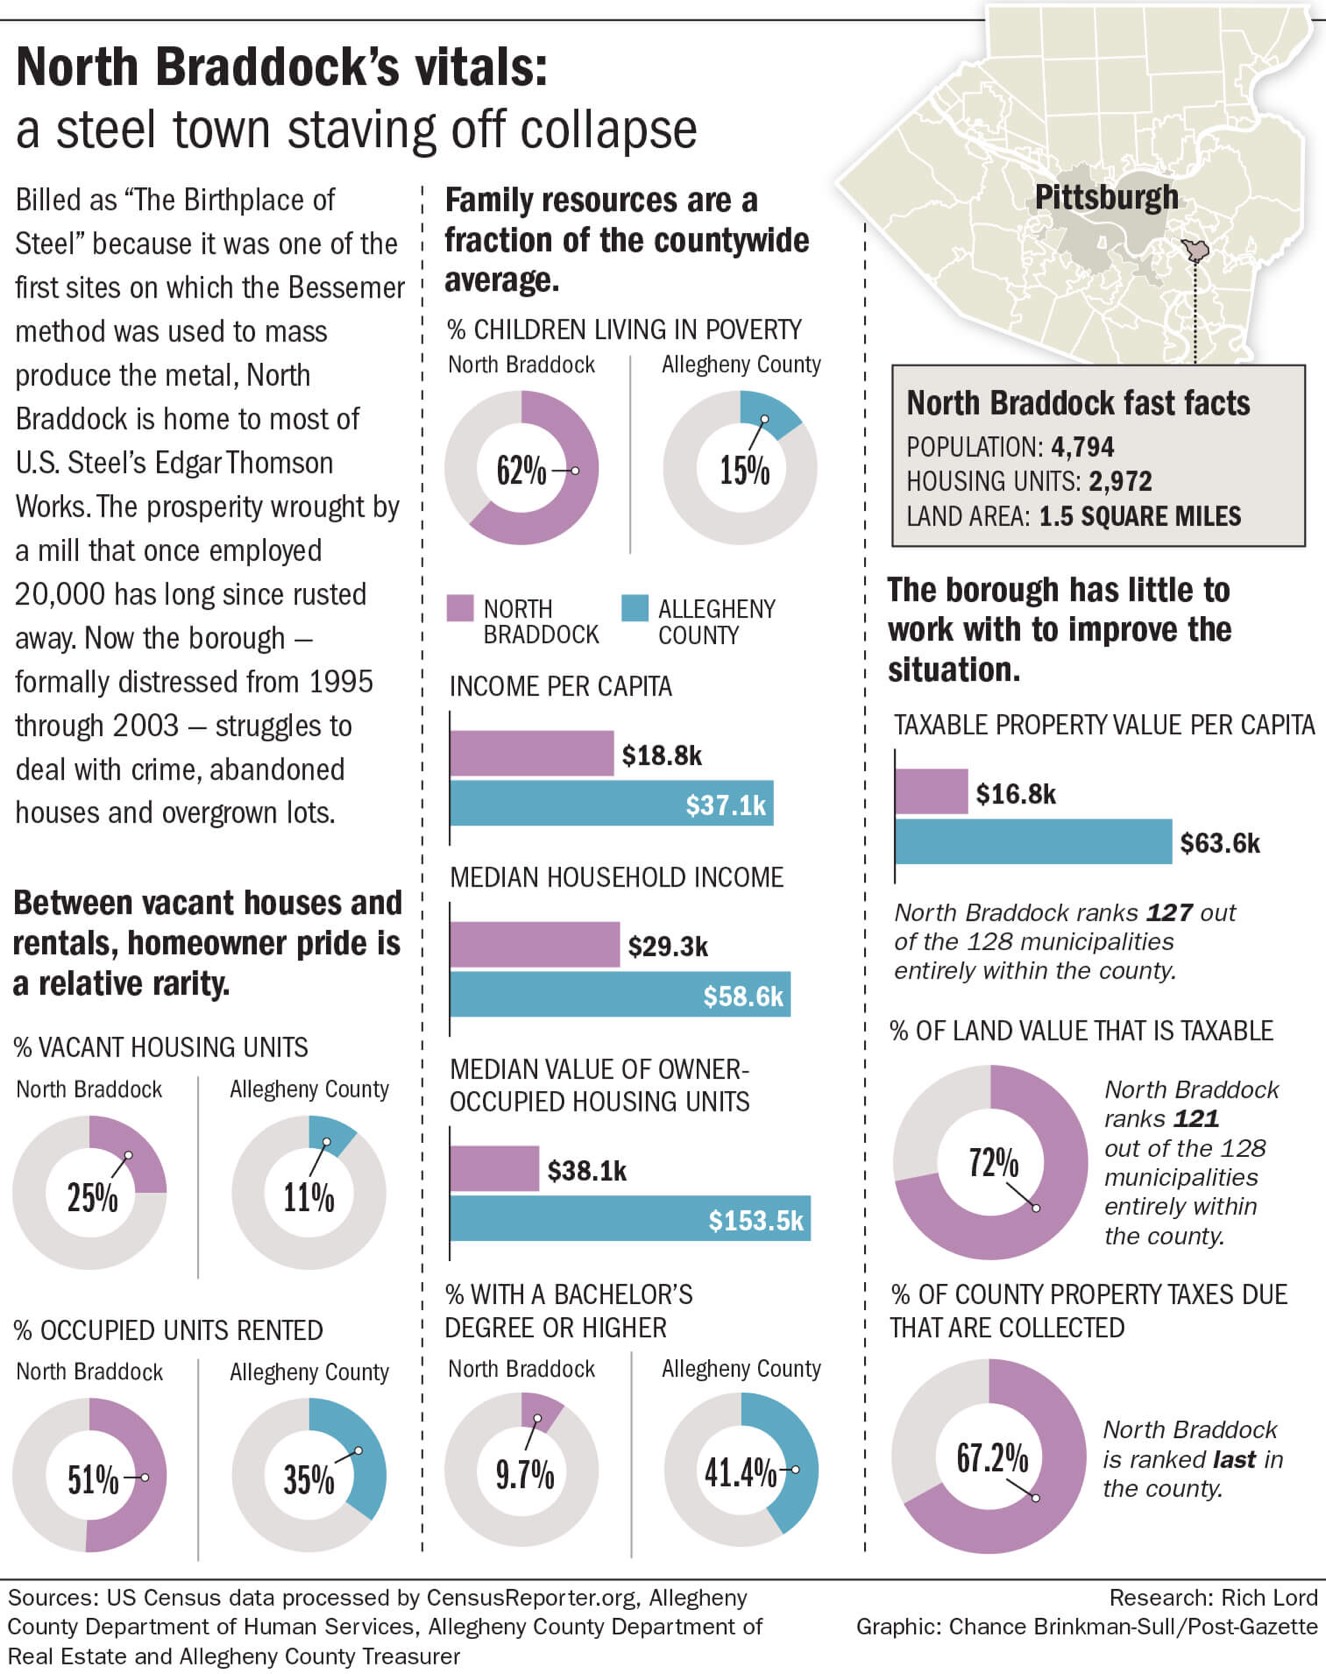 North Braddock's vitals:
a steel town staving off collapse
Billed as “The Birthplace of
Steel” because it was one of the
first sites on which the Bessemer
method was used to mass
produce the metal, North
Braddock is home to most of
U.S. Steel's Edgar Thomson
Works. The prosperity wrought by
a mill that once employed
20,000 has long since rusted
away. Now the borough —
formally distressed from 1995
through 2003 — struggles to
deal with crime, abandoned
houses and overgrown lots.
Between vacant houses and
rentals, homeowner pride is
a relative rarity.
% VACANT HOUSING UNITS
North Braddock
Allegheny County
25%
11%
% OCCUPIED UNITS RENTED
North Braddock
Allegheny County
51%
35%
Family resources are a
fraction of the countywide
average.
% CHILDREN LIVING IN POVERTY
North Braddock
Allegheny County
62%
15%
NORTH
BRADDOCK
ALLEGHENY
COUNTY
INCOME PER CAPITA
$18.8k
$37.1k
MEDIAN HOUSEHOLD INCOME
$29.3k
$58.6k
MEDIAN VALUE OF OWNER-
OCCUPIED HOUSING UNITS
$38.1k
$153.5k
% WITH A BACHELOR'S
DEGREE OR HIGHER
North Braddock
Allegheny County
9.7%
41.4%
Pittsburgh
North Braddock fast facts
POPULATION: 4,794
HOUSING UNITS: 2,972
LAND AREA: 1.5 SQUARE MILES
The borough has little to
work with to improve the
situation.
TAXABLE PROPERTY VALUE PER CAPITA
$16.8k
$63.6k
North Braddock ranks 127 out
of the 128 municipalities
entirely within the county.
% OF LAND VALUE THAT IS TAXABLE
72%
North Braddock
ranks 121
out of the 128
municipalities
entirely within
the county.
% OF COUNTY PROPERTY TAXES DUE
THAT ARE COLLECTED
67.2%
North Braddock
is ranked last in
the county.
Sources: US Census data processed by CensusReporter.org, Allegheny
County Department of Human Services, Allegheny County Department of
Real Estate and Allegheny County Treasurer
Research: Rich Lord
Graphic: Chance Brinkman-Sull/Post-Gazette